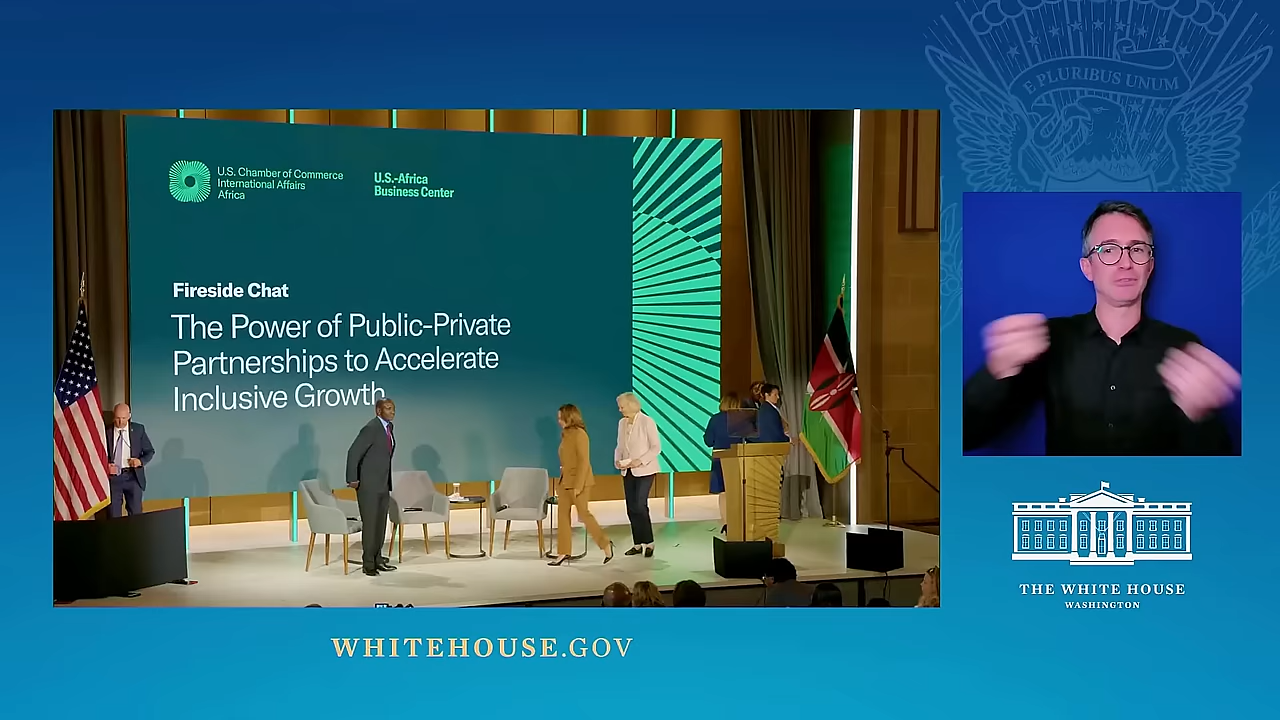 E PLURIBUS UNUM
U.S. Chamber of Commerce
International Affairs
Africa
U.S.-Africa
Business Center
Fireside Chat
The Power of Public-Private
Partnerships to Accelerate
Inclusive Growth
THE WHITE HOUSE
WASHINGTON
WHITEHOUSE.GOV